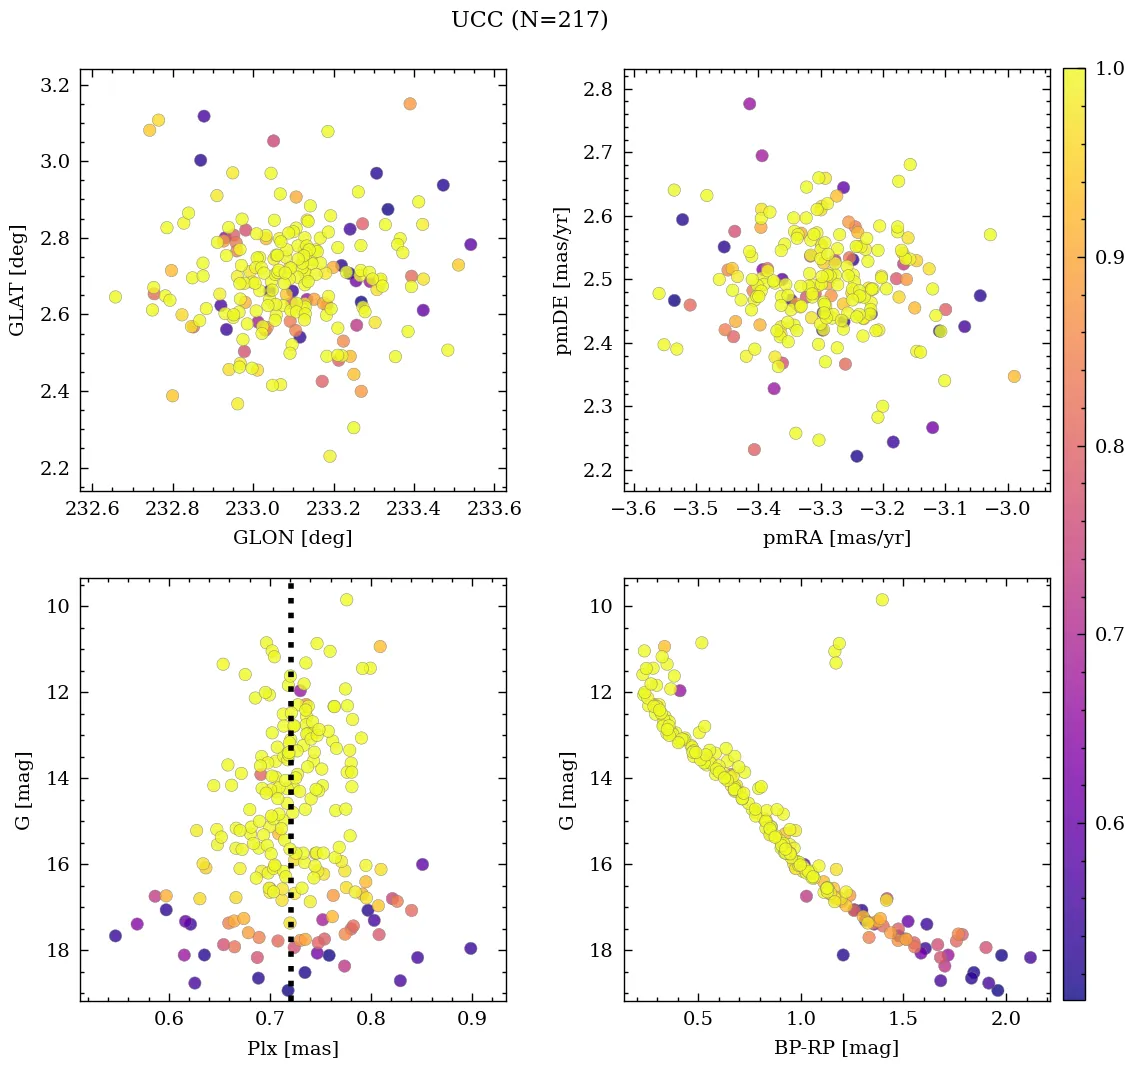 UCC (N=217)
3.2
3.0
2.8
2.6
2.4
2.2
GLAT [deg]
232.6 232.8 233.0 233.2 233.4 233.6
GLON [deg]
2.8
2.7
2.6
2.5
2.4
2.3
2.2
pmDE [mas/yr]
−3.6 −3.5 −3.4 −3.3 −3.2 −3.1 −3.0
pmRA [mas/yr]
1.0
0.9
0.8
0.7
0.6
10
12
14
16
18
G [mag]
0.6 0.7 0.8 0.9
Plx [mas]
10
12
14
16
18
G [mag]
0.5 1.0 1.5 2.0
BP-RP [mag]